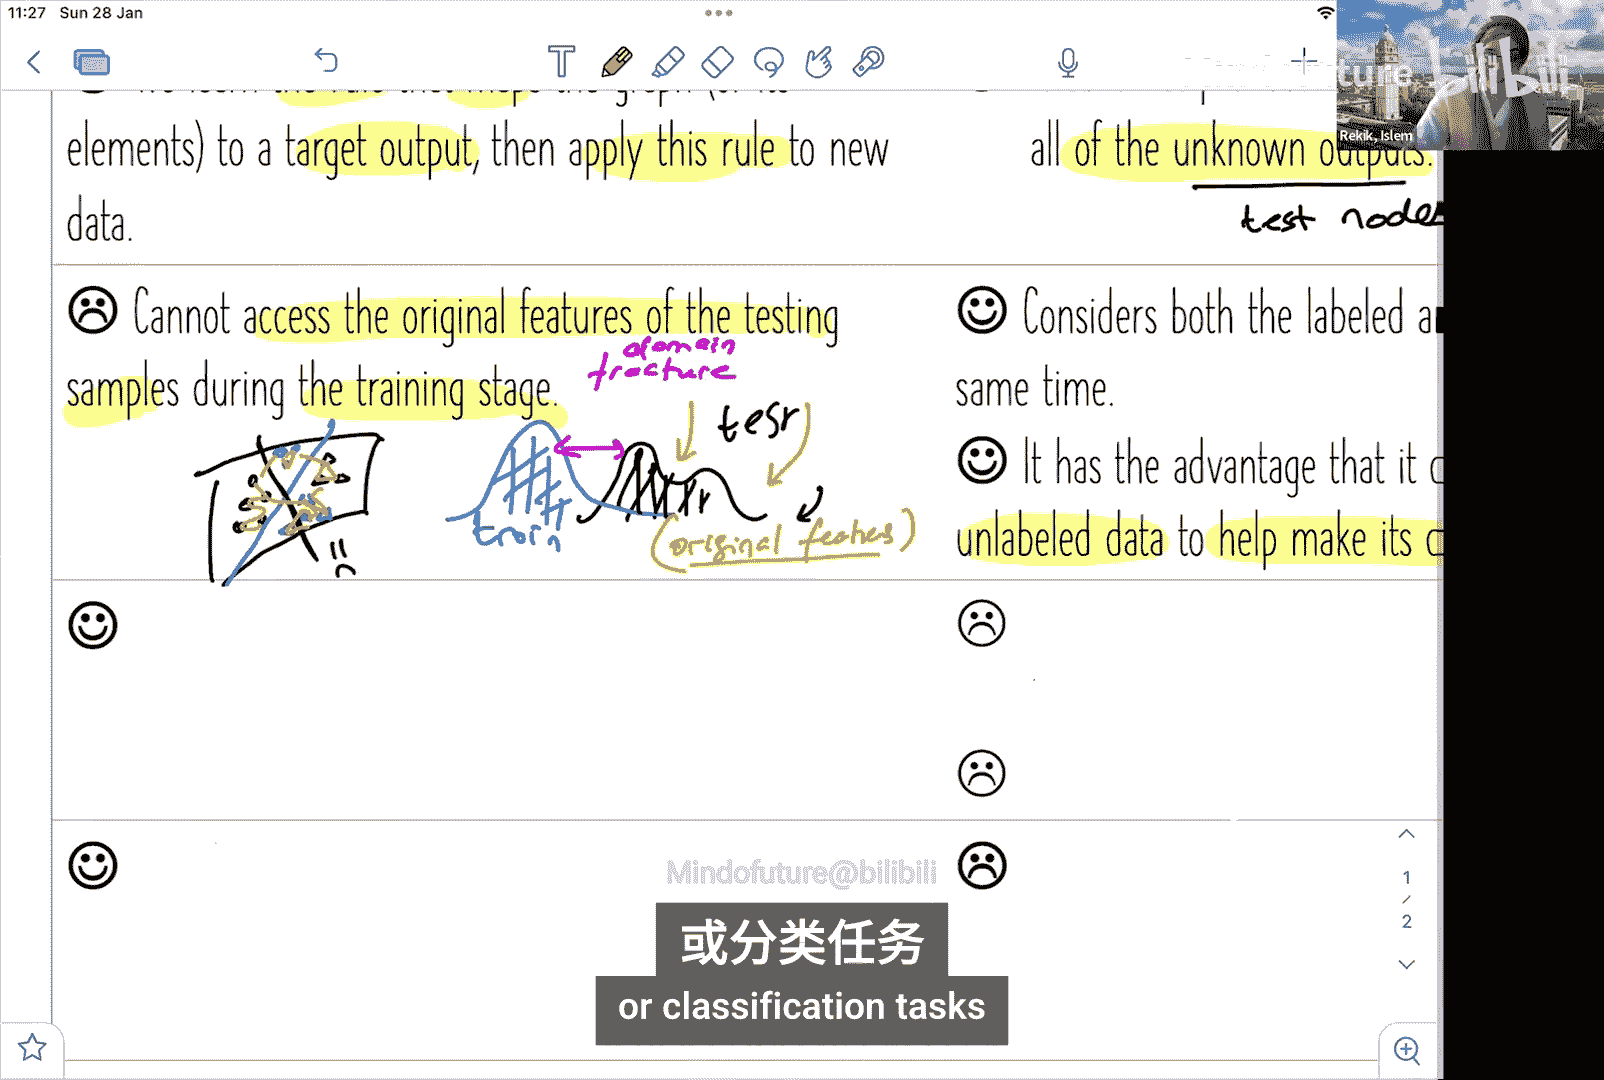 11:27 Sun 28 Jan
bilibili
Rekik, Islem
elements) to a target output, then apply this rule to new
data.
all of the unknown outputs.
test nodes
Cannot access the original features of the testing
samples during the training stage.
domain
fracture
test
train
(original features)
Considers both the labeled a
same time.
It has the advantage that it c
unlabeled data to help make its c
Mindofuture@bilibili
1
/
2
或分类任务
or classification tasks